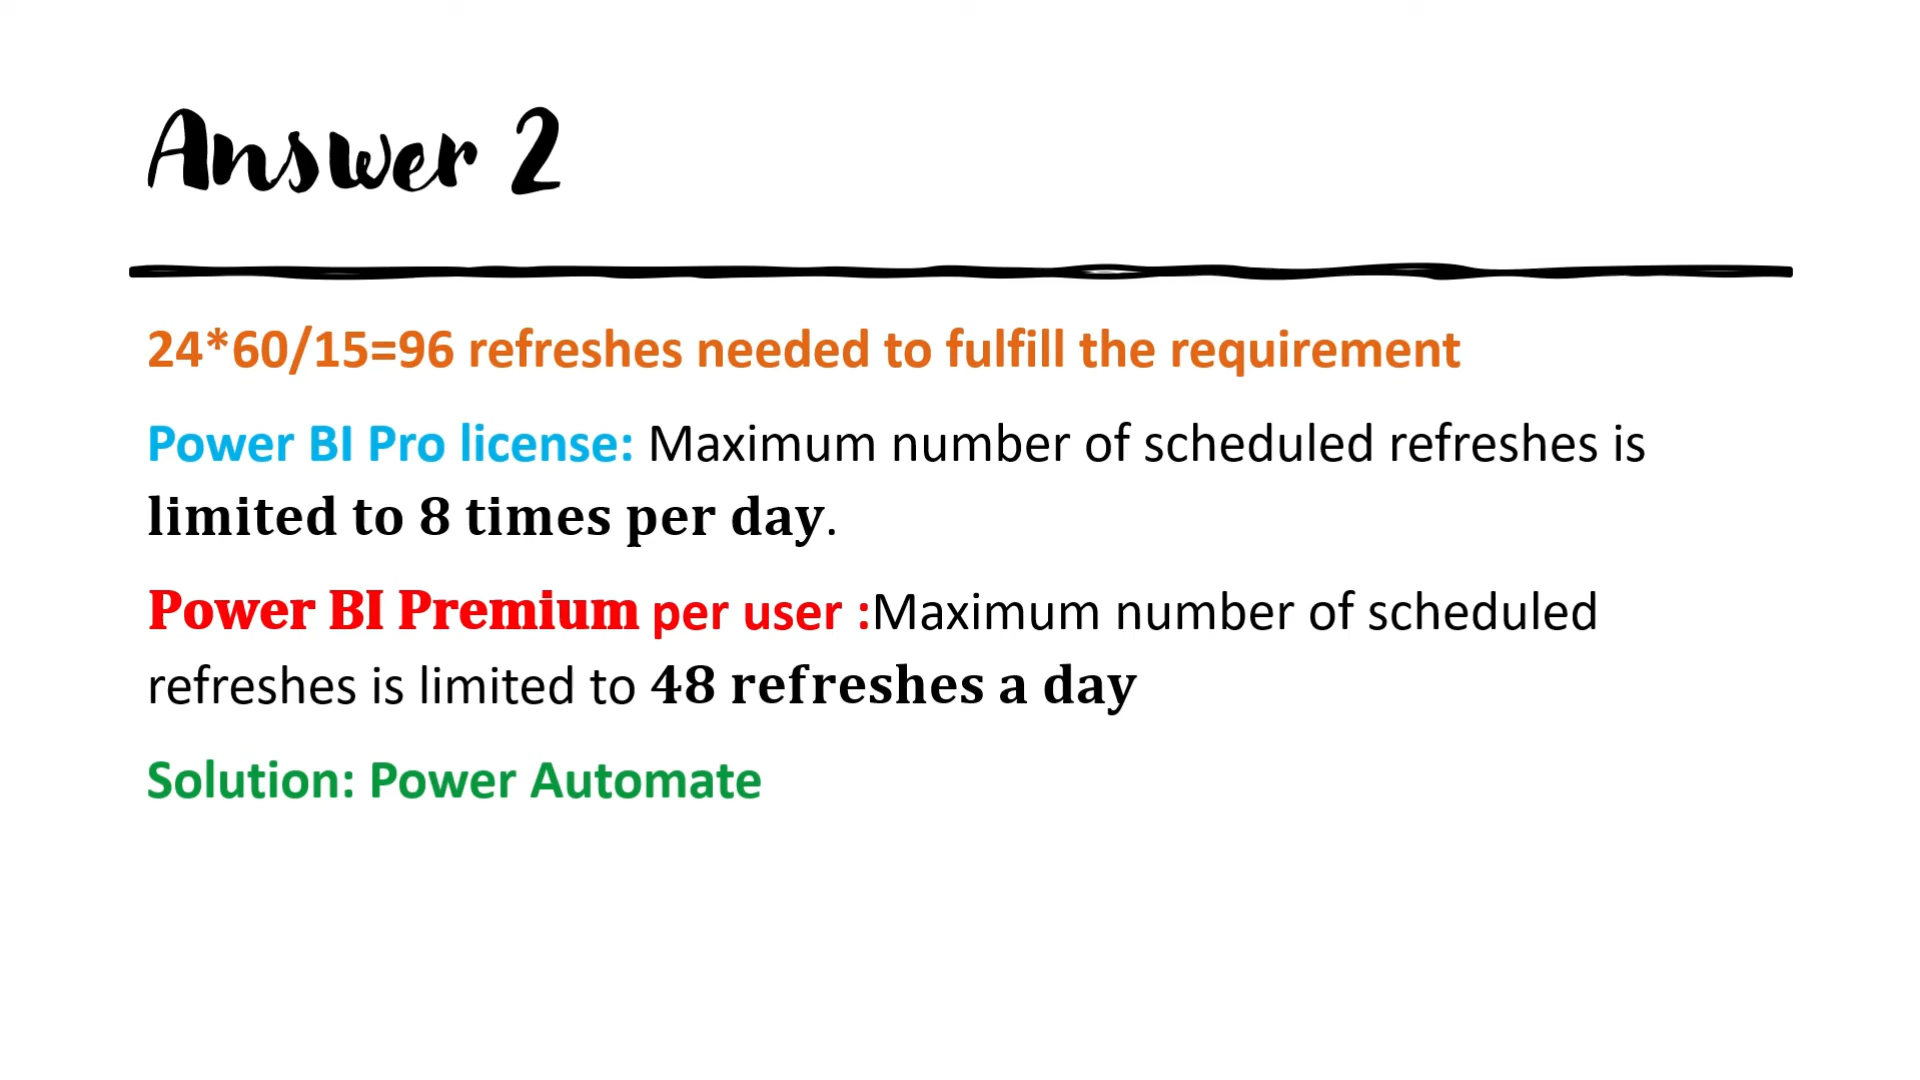 Answer 2
24*60/15=96 refreshes needed to fulfill the requirement
Power BI Pro license: Maximum number of scheduled refreshes is
limited to 8 times per day.
Power BI Premium per user :Maximum number of scheduled
refreshes is limited to 48 refreshes a day
Solution: Power Automate